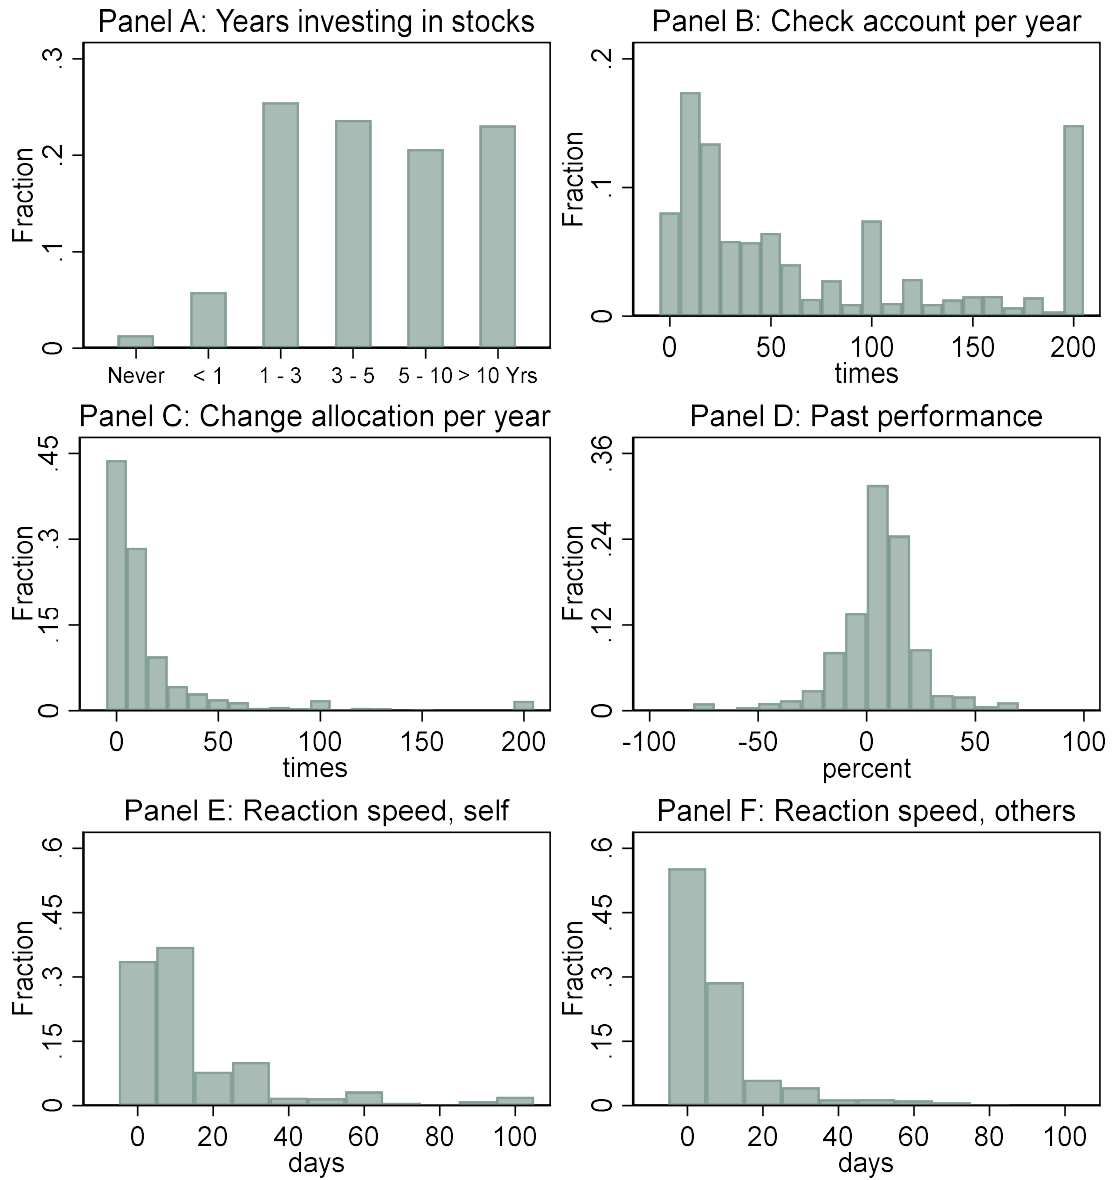 Panel A: Years investing in stocks
Fraction
.3
.2
.1
0
Never < 1 1 - 3 3 - 5 5 - 10 > 10 Yrs
Panel B: Check account per year
Fraction
.2
.1
0
0 50 100 150 200
times
Panel C: Change allocation per year
Fraction
.45
.3
.15
0
0 50 100 150 200
times
Panel D: Past performance
Fraction
.36
.24
.12
0
-100 -50 0 50 100
percent
Panel E: Reaction speed, self
Fraction
.6
.45
.3
.15
0
0 20 40 60 80 100
days
Panel F: Reaction speed, others
Fraction
.6
.45
.3
.15
0
0 20 40 60 80 100
days